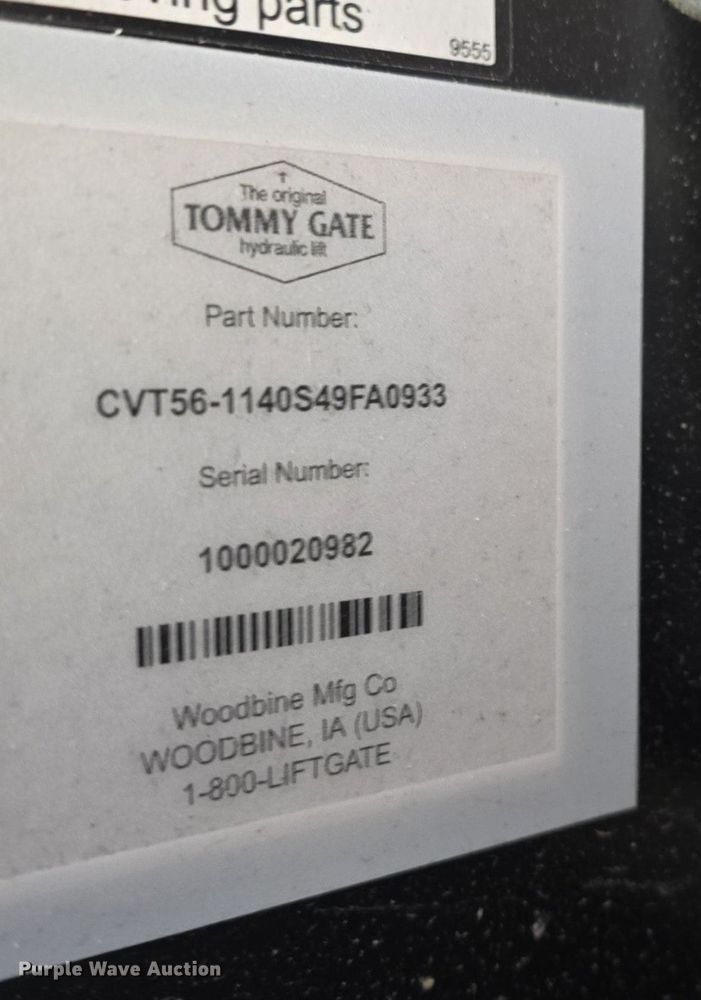 parts
9555
The original
TOMMY GATE
hydraulic lift
Part Number:
CVT56-1140S49FA0933
Serial Number:
1000020982
Woodbine Mfg Co
WOODBINE, IA (USA)
1-800-LIFTGATE
Purple Wave Auction